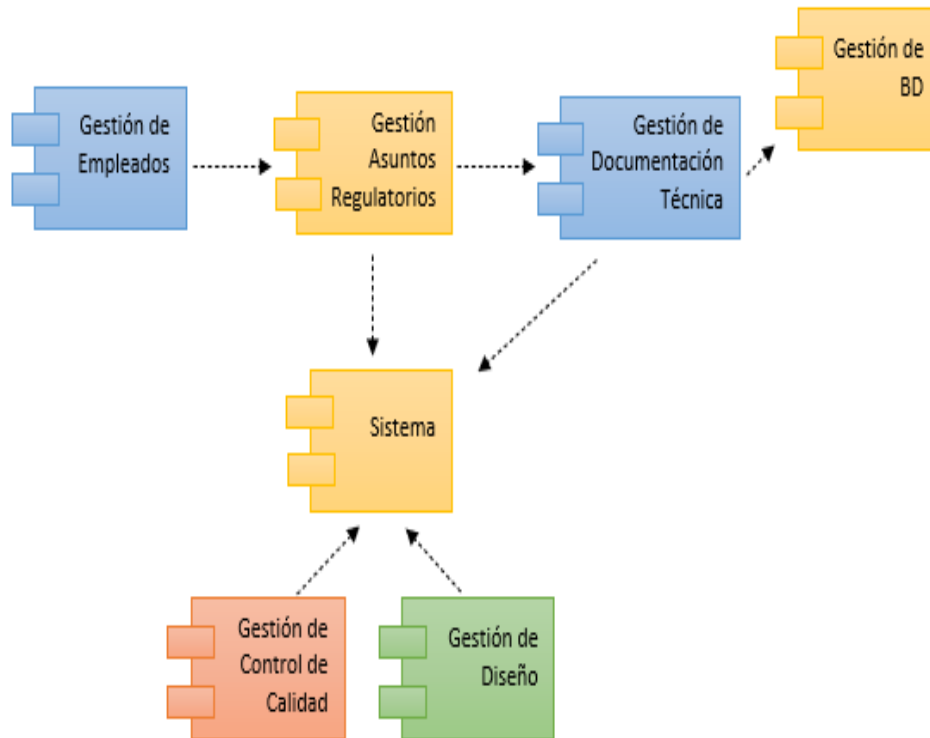 Gestión de
BD
Gestión de
Empleados
Gestión
Asuntos
Regulatorios
Gestión de
Documentación
Técnica
Sistema
Gestión de
Control de
Calidad
Gestión de
Diseño